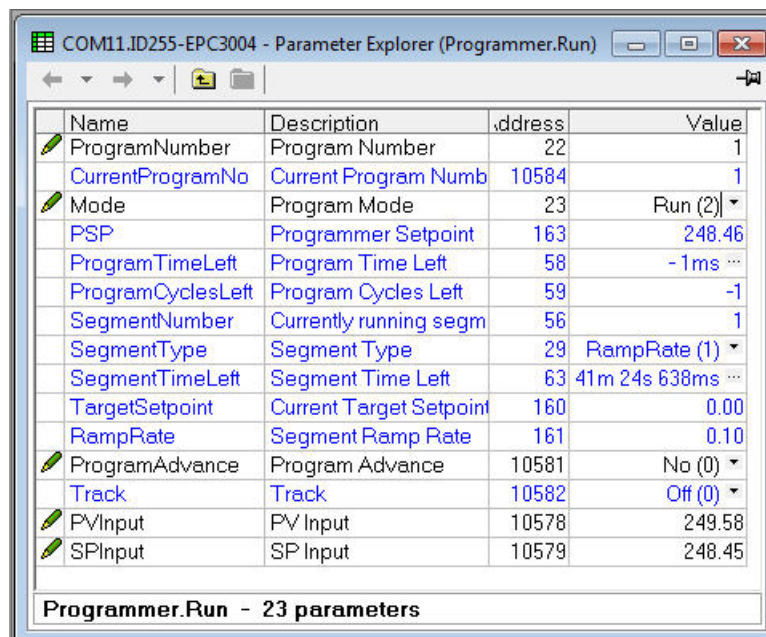 COM11.ID255-EPC3004 - Parameter Explorer (Programmer.Run)
Name Description ddress Value
ProgramNumber Program Number 22 1
CurrentProgramNo Current Program Numb 10584 1
Mode Program Mode 23 Run (2)
PSP Programmer Setpoint 163 248.46
ProgramTimeLeft Program Time Left 58 -1ms ...
ProgramCyclesLeft Program Cycles Left 59 -1
SegmentNumber Currently running segm 56 1
SegmentType Segment Type 29 RampRate (1)
SegmentTimeLeft Segment Time Left 63 41m 24s 638ms ...
TargetSetpoint Current Target Setpoint 160 0.00
RampRate Segment Ramp Rate 161 0.10
ProgramAdvance Program Advance 10581 No (0)
Track Track 10582 Off (0)
PVInput PV Input 10578 249.58
SPInput SP Input 10579 248.45
Programmer.Run - 23 parameters